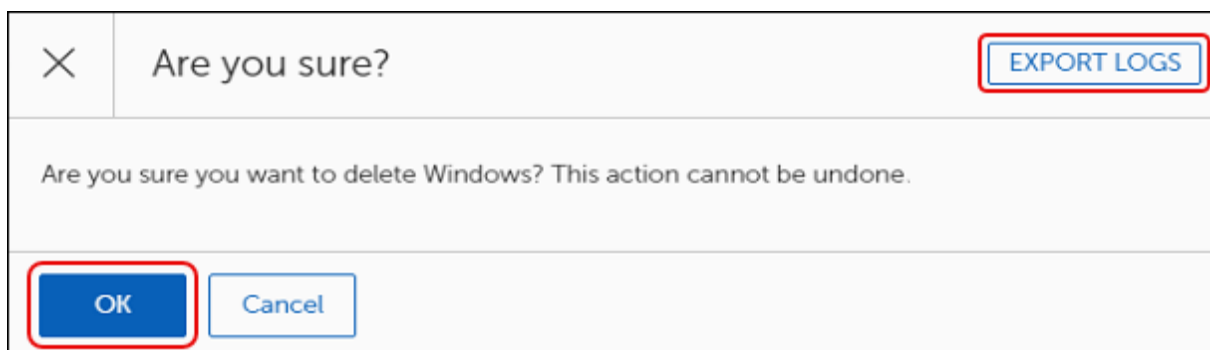 Are you sure?
EXPORT LOGS
Are you sure you want to delete Windows? This action cannot be undone.
OK
Cancel